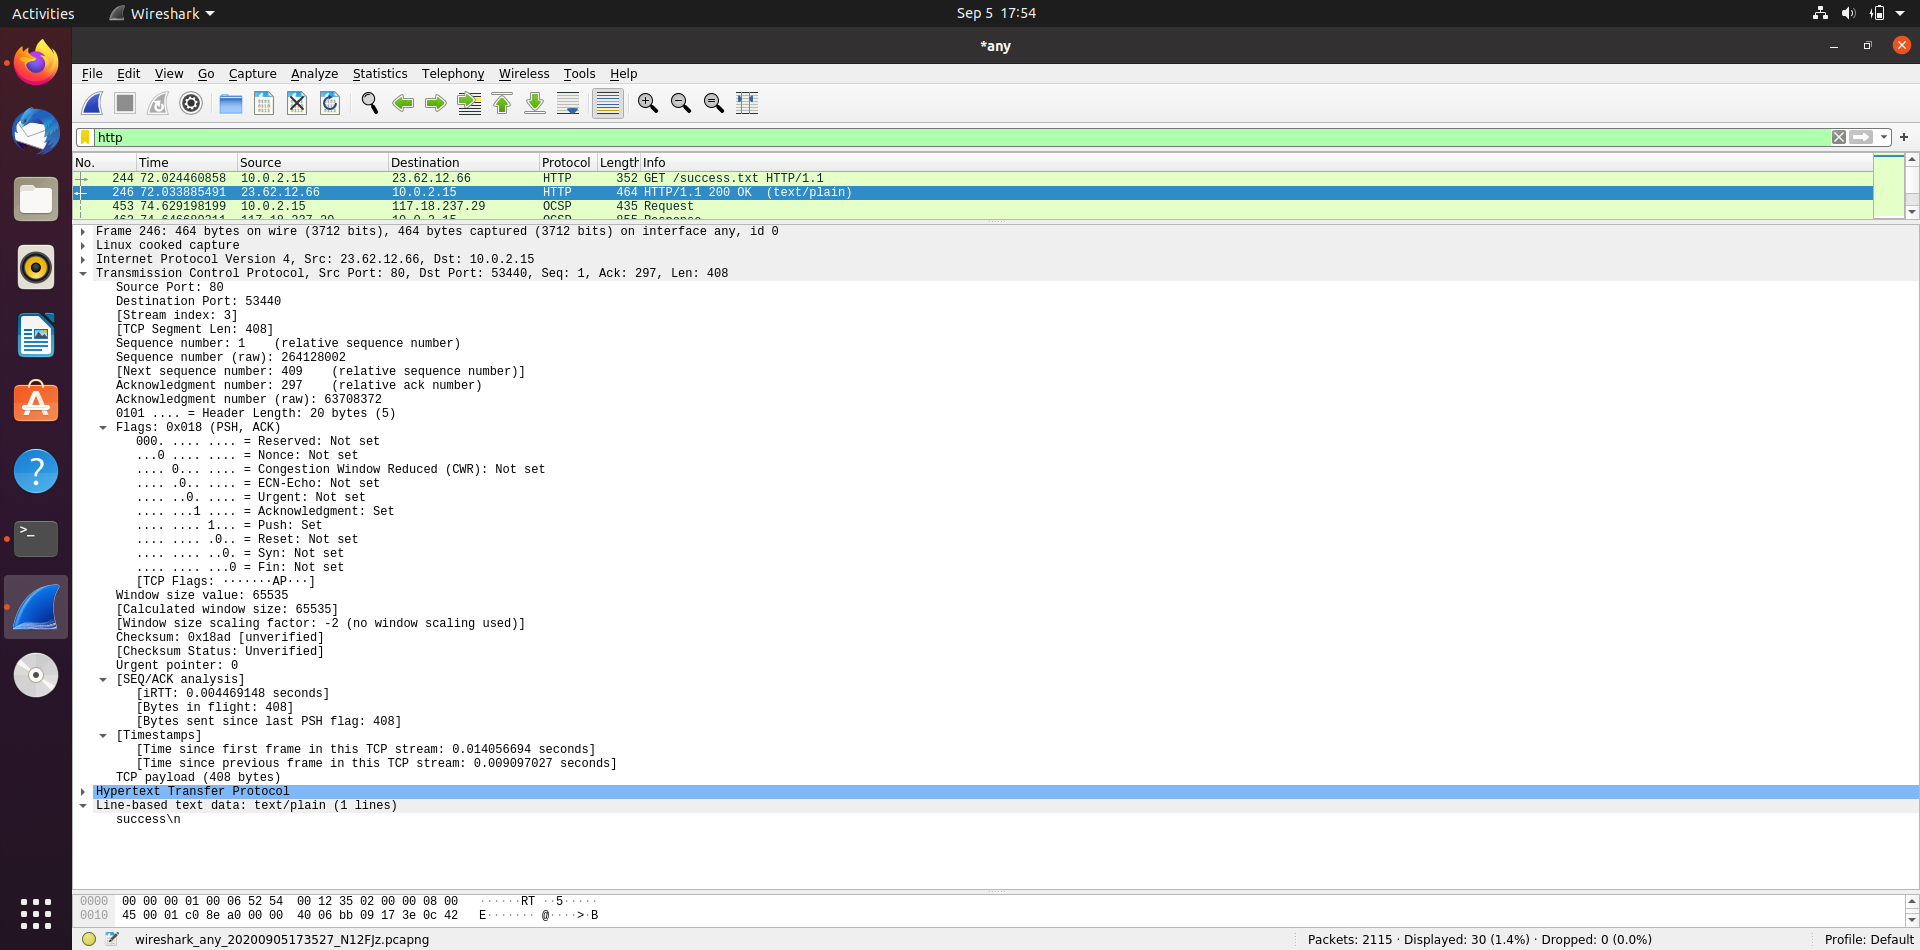 Activities
Wireshark
Sep 5 17:54
*any
File Edit View Go Capture Analyze Statistics Telephony Wireless Tools Help
http
No. Time Source Destination Protocol Length Info
244 72.024460858 10.0.2.15 23.62.12.66 HTTP 352 GET /success.txt HTTP/1.1
246 72.033885491 23.62.12.66 10.0.2.15 HTTP 464 HTTP/1.1 200 OK (text/plain)
453 74.629198199 10.0.2.15 117.18.237.29 OCSP 435 Request
Frame 246: 464 bytes on wire (3712 bits), 464 bytes captured (3712 bits) on interface any, id 0
Linux cooked capture
Internet Protocol Version 4, Src: 23.62.12.66, Dst: 10.0.2.15
Transmission Control Protocol, Src Port: 80, Dst Port: 53440, Seq: 1, Ack: 297, Len: 408
Source Port: 80
Destination Port: 53440
[Stream index: 3]
[TCP Segment Len: 408]
Sequence number: 1    (relative sequence number)
Sequence number (raw): 264128002
[Next sequence number: 409    (relative sequence number)]
Acknowledgment number: 297    (relative ack number)
Acknowledgment number (raw): 63708372
0101 .... = Header Length: 20 bytes (5)
Flags: 0x018 (PSH, ACK)
000. .... .... = Reserved: Not set
...0 .... .... = Nonce: Not set
.... 0... .... = Congestion Window Reduced (CWR): Not set
.... .0.. .... = ECN-Echo: Not set
.... ..0. .... = Urgent: Not set
.... ...1 .... = Acknowledgment: Set
.... .... 1... = Push: Set
.... .... .0.. = Reset: Not set
.... .... ..0. = Syn: Not set
.... .... ...0 = Fin: Not set
[TCP Flags: ·······AP···]
Window size value: 65535
[Calculated window size: 65535]
[Window size scaling factor: -2 (no window scaling used)]
Checksum: 0x18ad [unverified]
[Checksum Status: Unverified]
Urgent pointer: 0
[SEQ/ACK analysis]
[iRTT: 0.004469148 seconds]
[Bytes in flight: 408]
[Bytes sent since last PSH flag: 408]
[Timestamps]
[Time since first frame in this TCP stream: 0.014056694 seconds]
[Time since previous frame in this TCP stream: 0.009097027 seconds]
TCP payload (408 bytes)
Hypertext Transfer Protocol
Line-based text data: text/plain (1 lines)
success\n
0000 00 00 00 01 00 06 52 54 00 12 35 02 00 00 08 00 ······RT ··5·····
0010 45 00 01 c0 8e a0 00 00 40 06 bb 09 17 3e 0c 42 E······· @····>·B
wireshark_any_20200905173527_N12FJz.pcapng
Packets: 2115 · Displayed: 30 (1.4%) · Dropped: 0 (0.0%)
Profile: Default